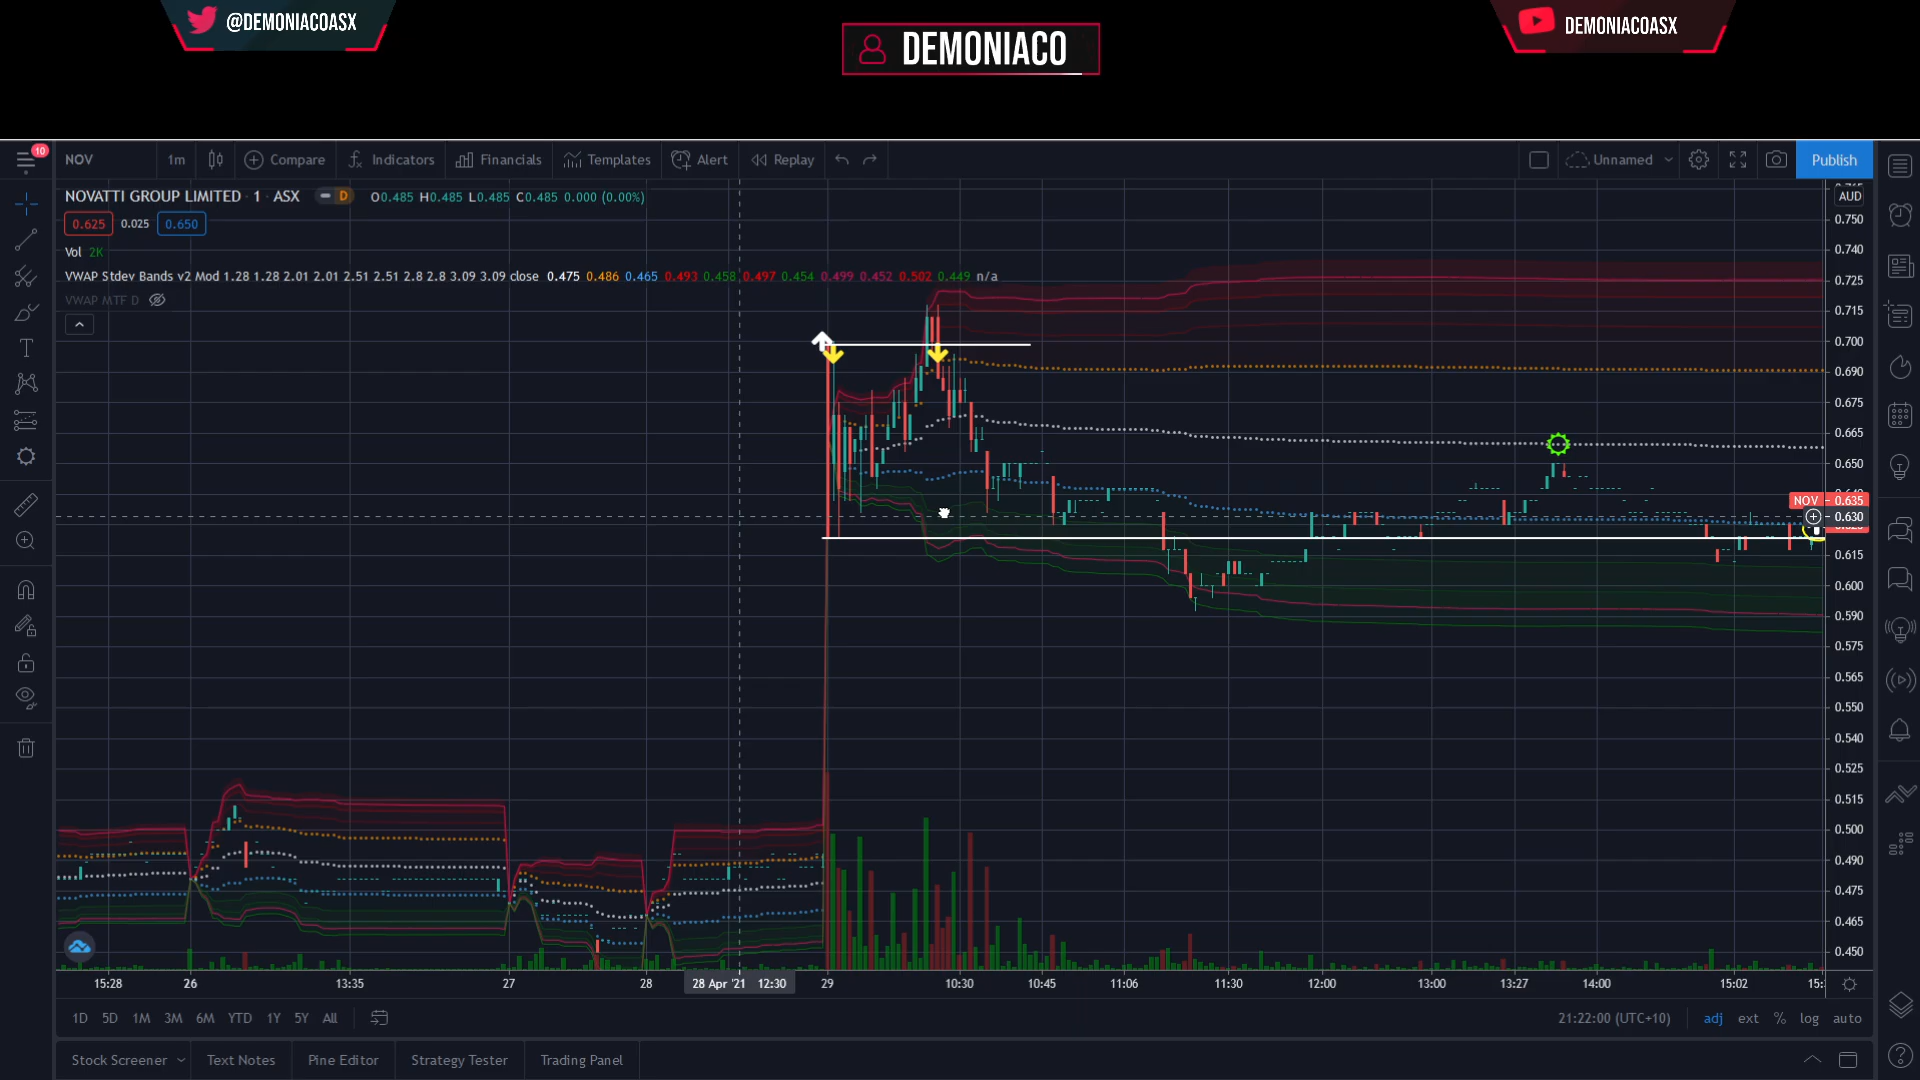 @DEMONIACOASX
DEMONIACO
DEMONIACOASX
10
NOV
1m
Compare
Indicators
Financials
Templates
Alert
Replay
Unnamed
Publish
NOVATTI GROUP LIMITED · 1 · ASX
D
O0.485 H0.485 L0.485 C0.485 0.000 (0.00%)
0.625
0.025
0.650
Vol 2K
VWAP Stdev Bands v2 Mod 1.28 1.28 2.01 2.01 2.51 2.51 2.8 2.8 3.09 3.09 close 0.475 0.486 0.465 0.493 0.458 0.497 0.454 0.499 0.452 0.502 0.449 n/a
VWAP MTF D
AUD
0.750
0.740
0.725
0.715
0.700
0.690
0.675
0.665
0.650
NOV 0.635
0.630
0.615
0.600
0.590
0.575
0.565
0.550
0.540
0.525
0.515
0.500
0.490
0.475
0.465
0.450
15:28
26
13:35
27
28
28 Apr '21 12:30
29
10:30
10:45
11:06
11:30
12:00
13:00
13:27
14:00
15:02
1D
5D
1M
3M
6M
YTD
1Y
5Y
All
21:22:00 (UTC+10)
adj
ext
%
log
auto
Stock Screener
Text Notes
Pine Editor
Strategy Tester
Trading Panel